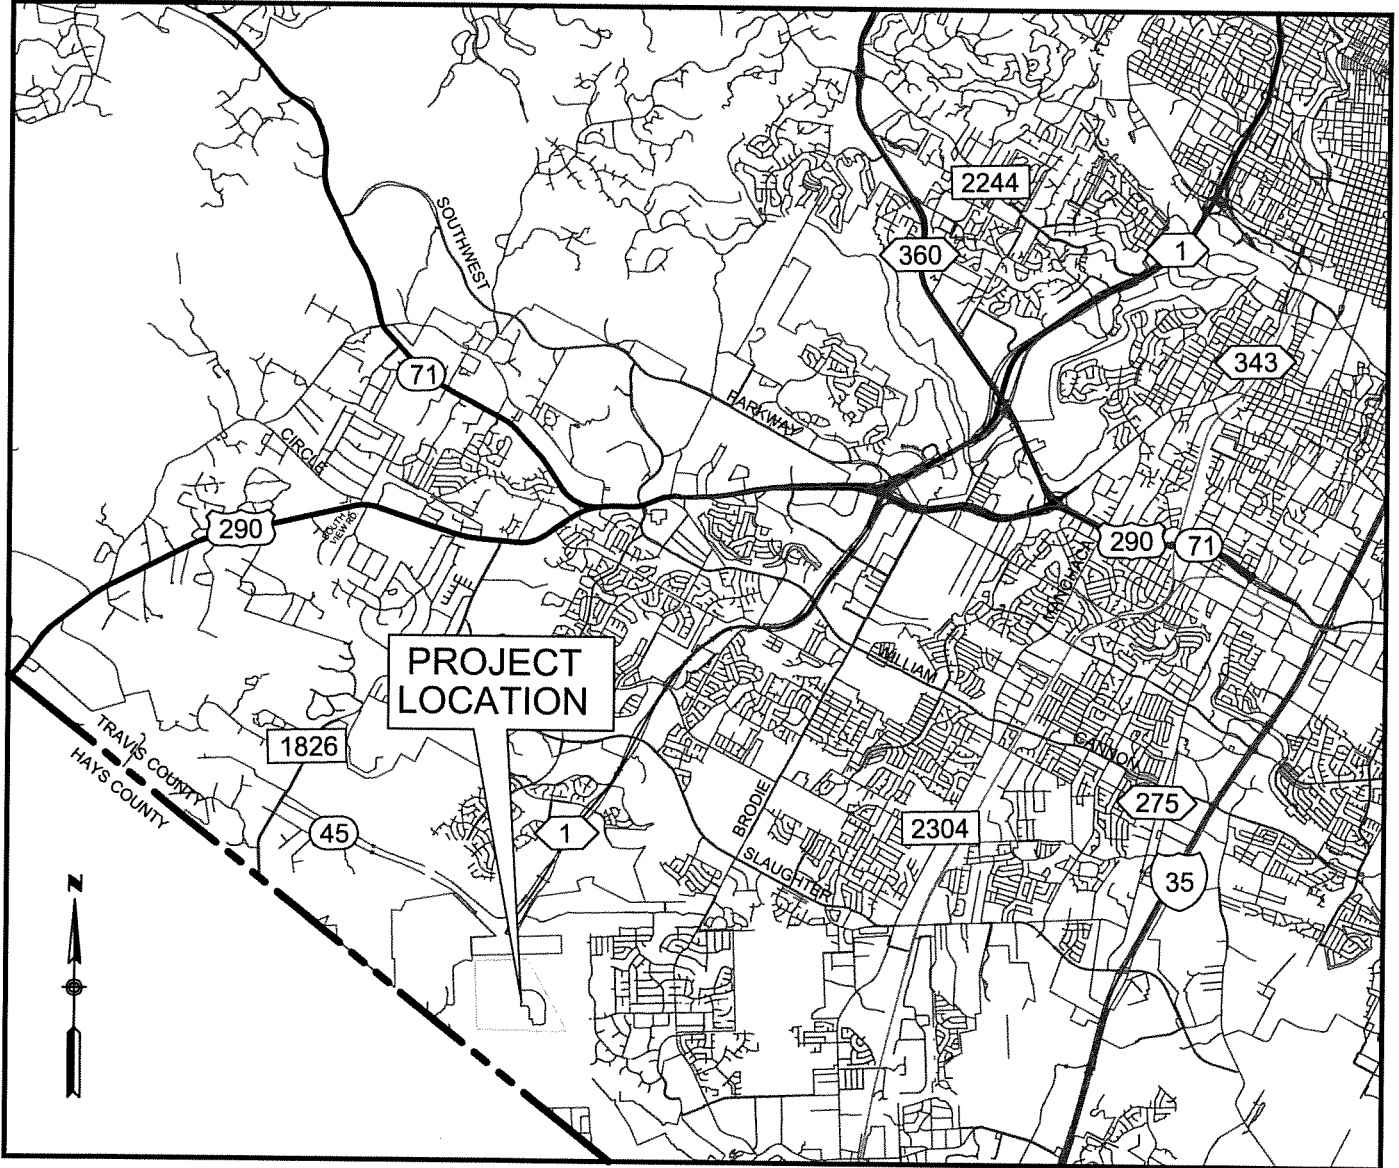 2244
SOUTHWEST
360
1
343
71
PARKWAY
CIRCLE
290
SOUTH
VIEW RD
290
71
MANCHACA
PROJECT
LOCATION
WILLIAM
TRAVIS COUNTY
HAYS COUNTY
1826
CANNON
BRODIE
275
45
1
2304
SLAUGHTER
35
N